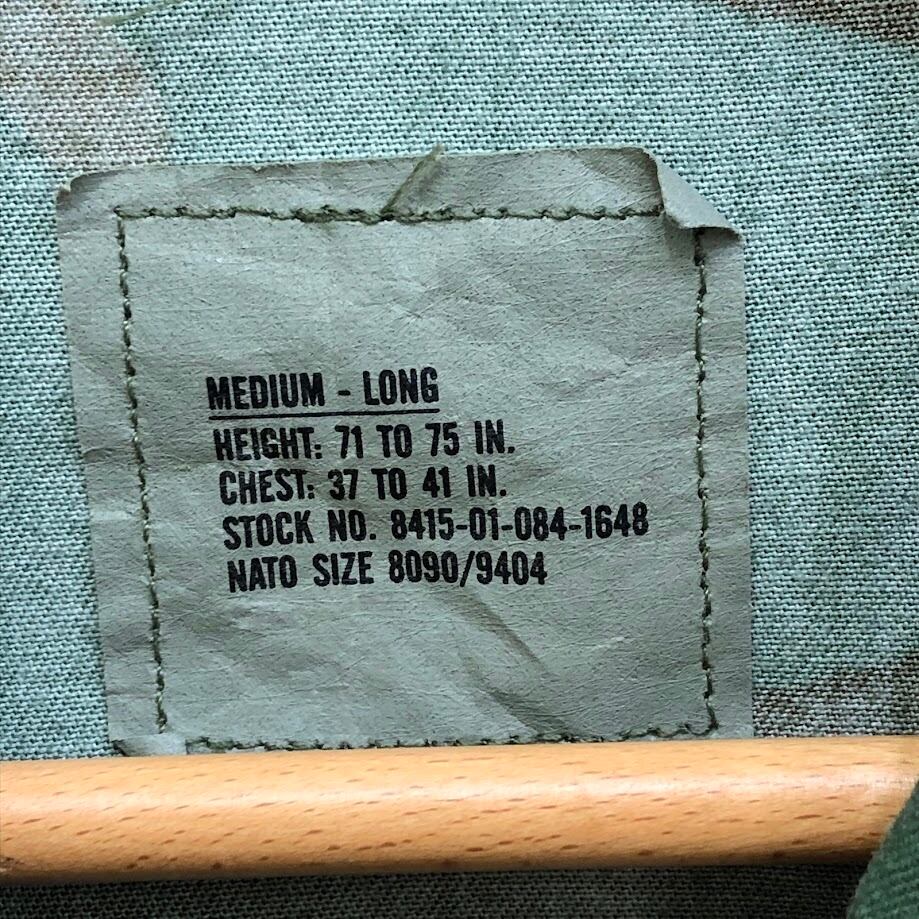 MEDIUM - LONG
HEIGHT: 71 TO 75 IN.
CHEST: 37 TO 41 IN.
STOCK NO. 8415-01-084-1648
NATO SIZE 8090/9404